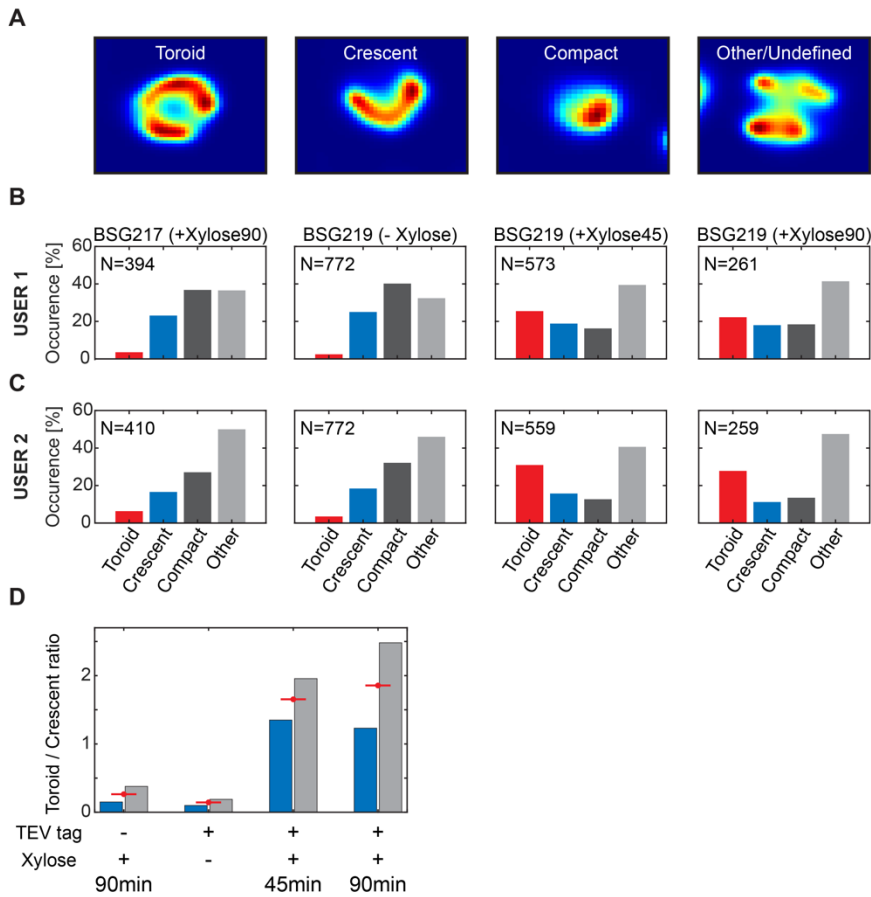 A
Toroid Crescent Compact Other/Undefined
B
BSG217 (+Xylose90) BSG219 (- Xylose) BSG219 (+Xylose45) BSG219 (+Xylose90)
USER 1
Occurence [%]
60
40
20
0
N=394 N=772 N=573 N=261
C
USER 2
Occurence [%]
60
40
20
0
N=410 N=772 N=559 N=259
Toroid Crescent Compact Other Toroid Crescent Compact Other Toroid Crescent Compact Other Toroid Crescent Compact Other
D
Toroid / Crescent ratio
2
1
0
TEV tag - + + +
Xylose + - + +
90min 45min 90min